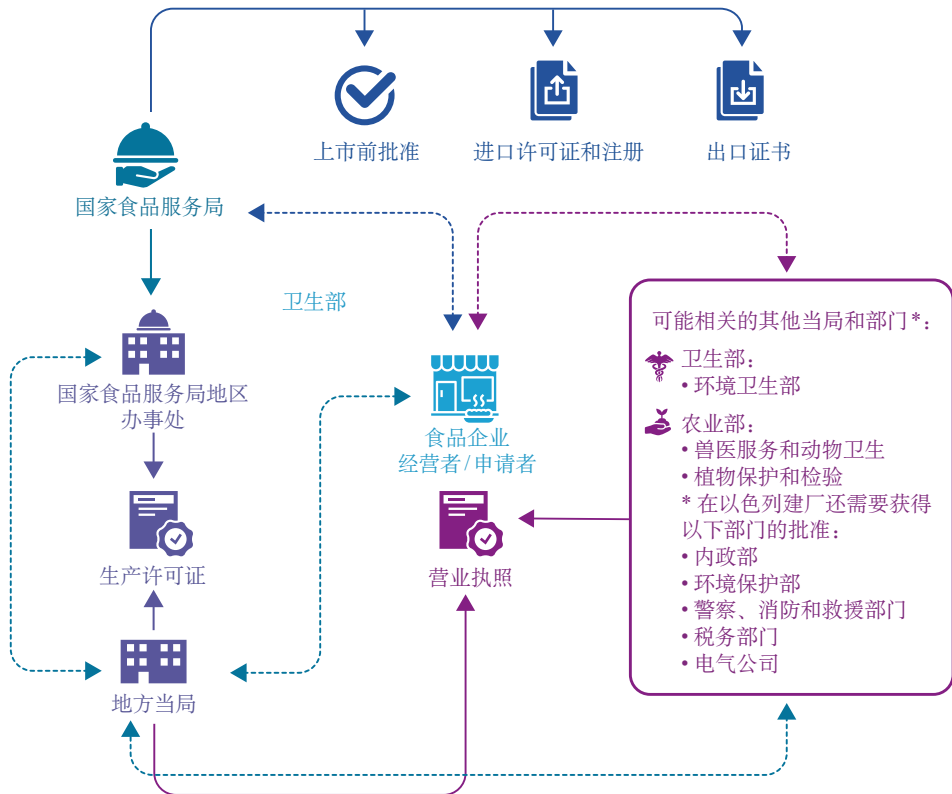 上市前批准
进口许可证和注册
出口证书
国家食品服务局
卫生部
国家食品服务局地区
办事处
食品企业
经营者/申请者
生产许可证
营业执照
地方当局
可能相关的其他当局和部门*：
卫生部：
• 环境卫生部
农业部：
• 兽医服务和动物卫生
• 植物保护和检验
* 在以色列建厂还需要获得
以下部门的批准：
• 内政部
• 环境保护部
• 警察、消防和救援部门
• 税务部门
• 电气公司